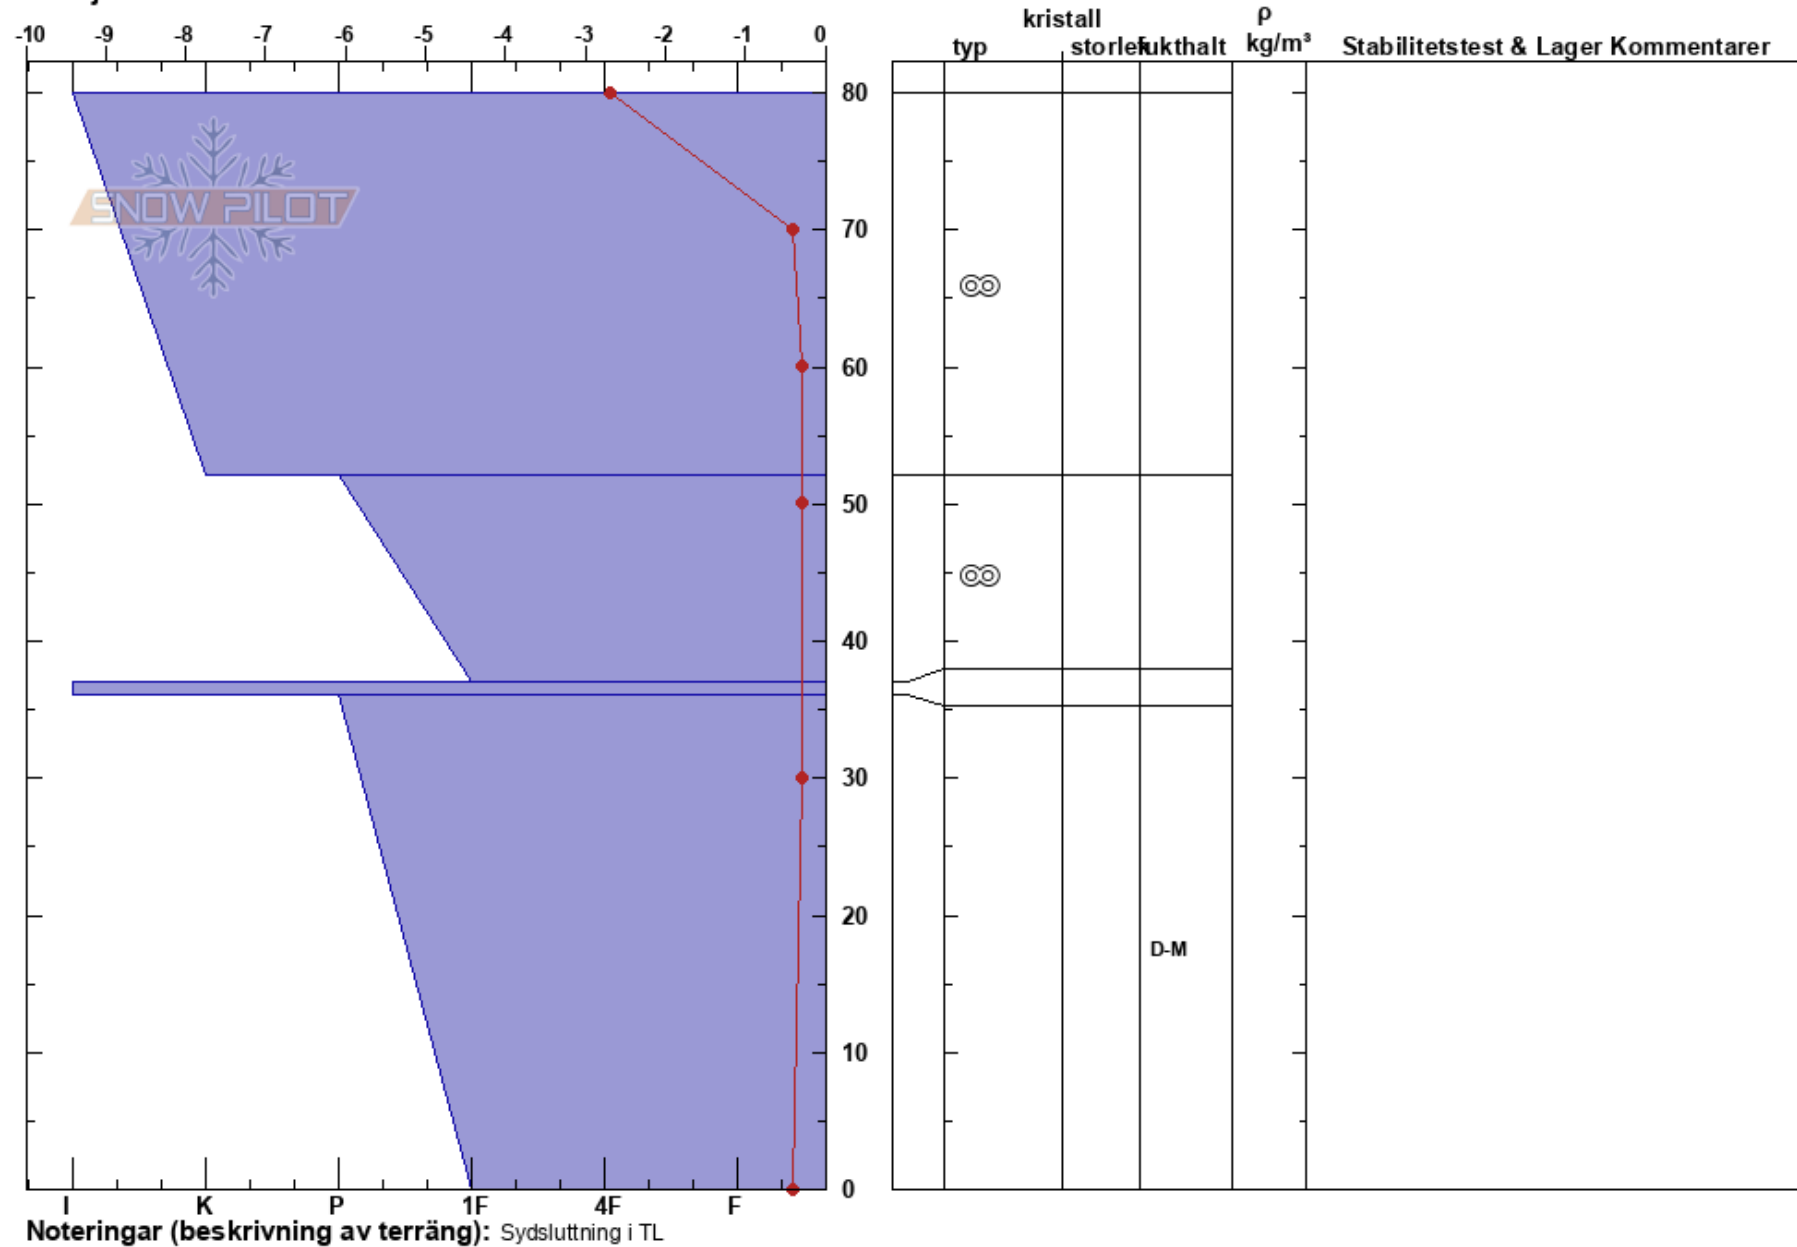 kristall ρ
-10 -9 -8 -7 -6 -5 -4 -3 -2 -1 0 typ storlek fukthalt kg/m³ Stabilitetstest & Lager Kommentarer
80
SNOW PILOT
70
60
50
40
30
20
D-M
10
0
I K P 1F 4F F
Noteringar (beskrivning av terräng): Sydsluttning i TL